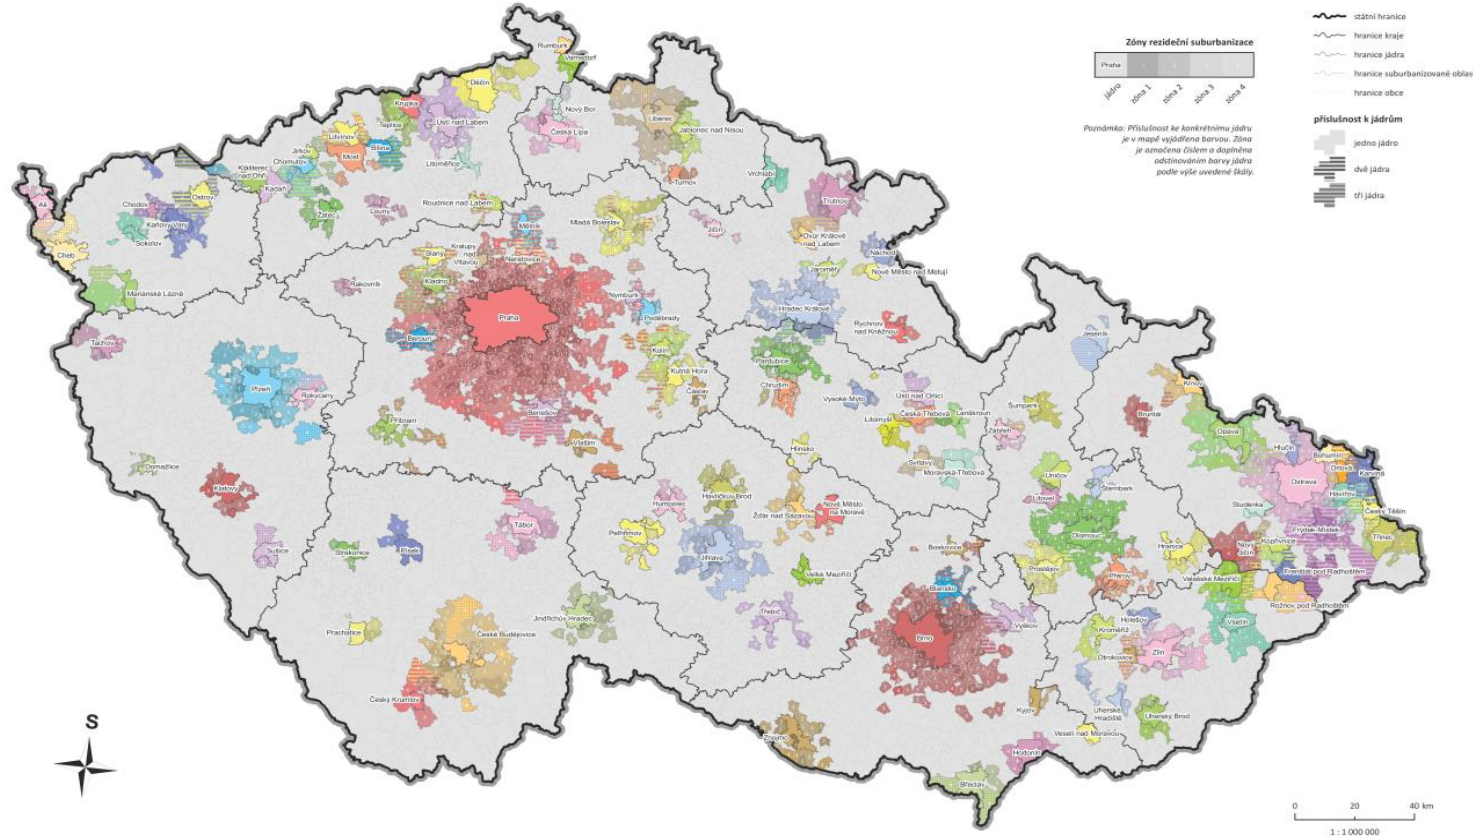 Zóny rezideční suburbanizace
Praha
jádro
zóna 1
zóna 2
zóna 3
zóna 4
Poznámka: Příslušnost ke konkrétnímu jádru
je v mapě vyjádřena barvou. Zóna
je označena číslem a doplněna
odstínováním barvy jádra
podle výše uvedené škály.
státní hranice
hranice kraje
hranice jádra
hranice suburbanizované oblas
hranice obce
příslušnost k jádrům
jedno jádro
dvě jádra
tři jádra
Rumburk
Varnsdorf
Děčín
Krupka
Teplice
Ústí nad Labem
Nový Bor
Česká Lípa
Liberec
Jablonec nad Nisou
Litvínov
Most
Bílina
Jirkov
Chomutov
Litoměřice
Klášterec
nad Ohří
Kadaň
Turnov
Vrchlabí
Trutnov
Aš
Chodov
Ostrov
Karlovy Vary
Sokolov
Cheb
Žatec
Louny
Roudnice nad Labem
Mělník
Mladá Boleslav
Jičín
Dvůr Králové
nad Labem
Náchod
Jaroměř
Nové Město nad Metují
Slaný
Kralupy
nad
Vltavou
Neratovice
Kladno
Mariánské Lázně
Rakovník
Praha
Nymburk
Poděbrady
Hradec Králové
Rychnov
nad Kněžnou
Tachov
Beroun
Kolín
Kutná Hora
Čáslav
Pardubice
Chrudim
Jeseník
Plzeň
Rokycany
Příbram
Benešov
Vlašim
Vysoké Mýto
Ústí nad Orlicí
Česká Třebová
Lanškroun
Litomyšl
Šumperk
Zábřeh
Bruntál
Krnov
Opava
Hlučín
Bohumín
Orlová
Karviná
Havířov
Ostrava
Český Těšín
Domažlice
Klatovy
Hlinsko
Svitavy
Moravská Třebová
Uničov
Litovel
Šternberk
Studénka
Frýdek-Místek
Třinec
Tábor
Humpolec
Havlíčkův Brod
Žďár nad Sázavou
Nové Město
na Moravě
Olomouc
Hranice
Nový
Jičín
Kopřivnice
Frenštát pod Radhoštěm
Rožnov pod Radhoštěm
Valašské Meziříčí
Sušice
Strakonice
Písek
Pelhřimov
Jihlava
Velké Meziříčí
Boskovice
Blansko
Prostějov
Přerov
Vsetín
Prachatice
České Budějovice
Jindřichův Hradec
Třebíč
Brno
Vyškov
Kroměříž
Holešov
Otrokovice
Zlín
Český Krumlov
Znojmo
Kyjov
Uherské
Hradiště
Uherský Brod
Veselí nad Moravou
Hodonín
Břeclav
S
0 20 40 km
1 : 1 000 000